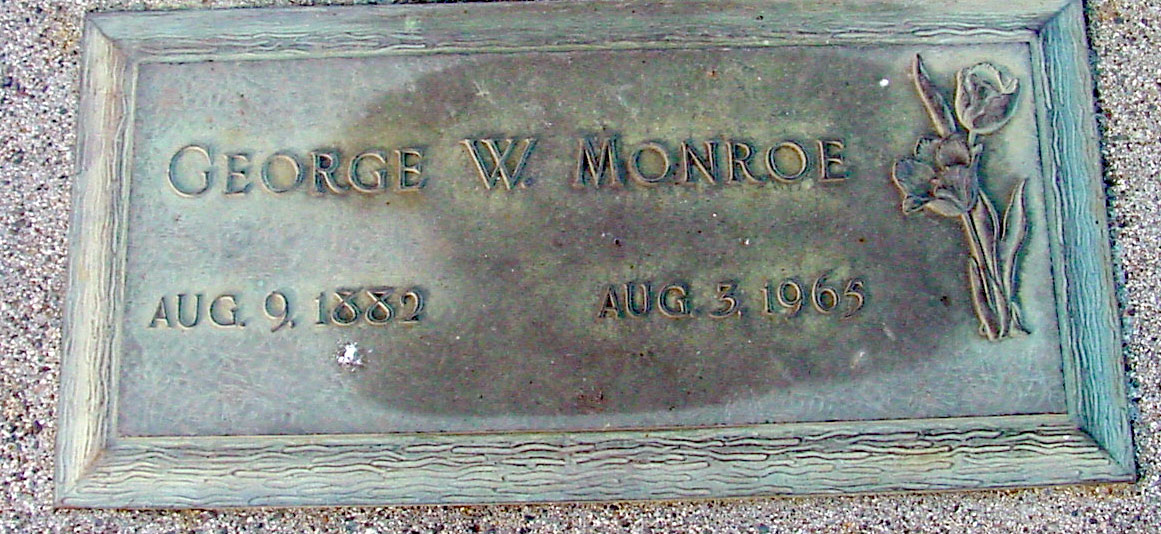 GEORGE W. MONROE
AUG. 9, 1882 AUG. 3, 1965